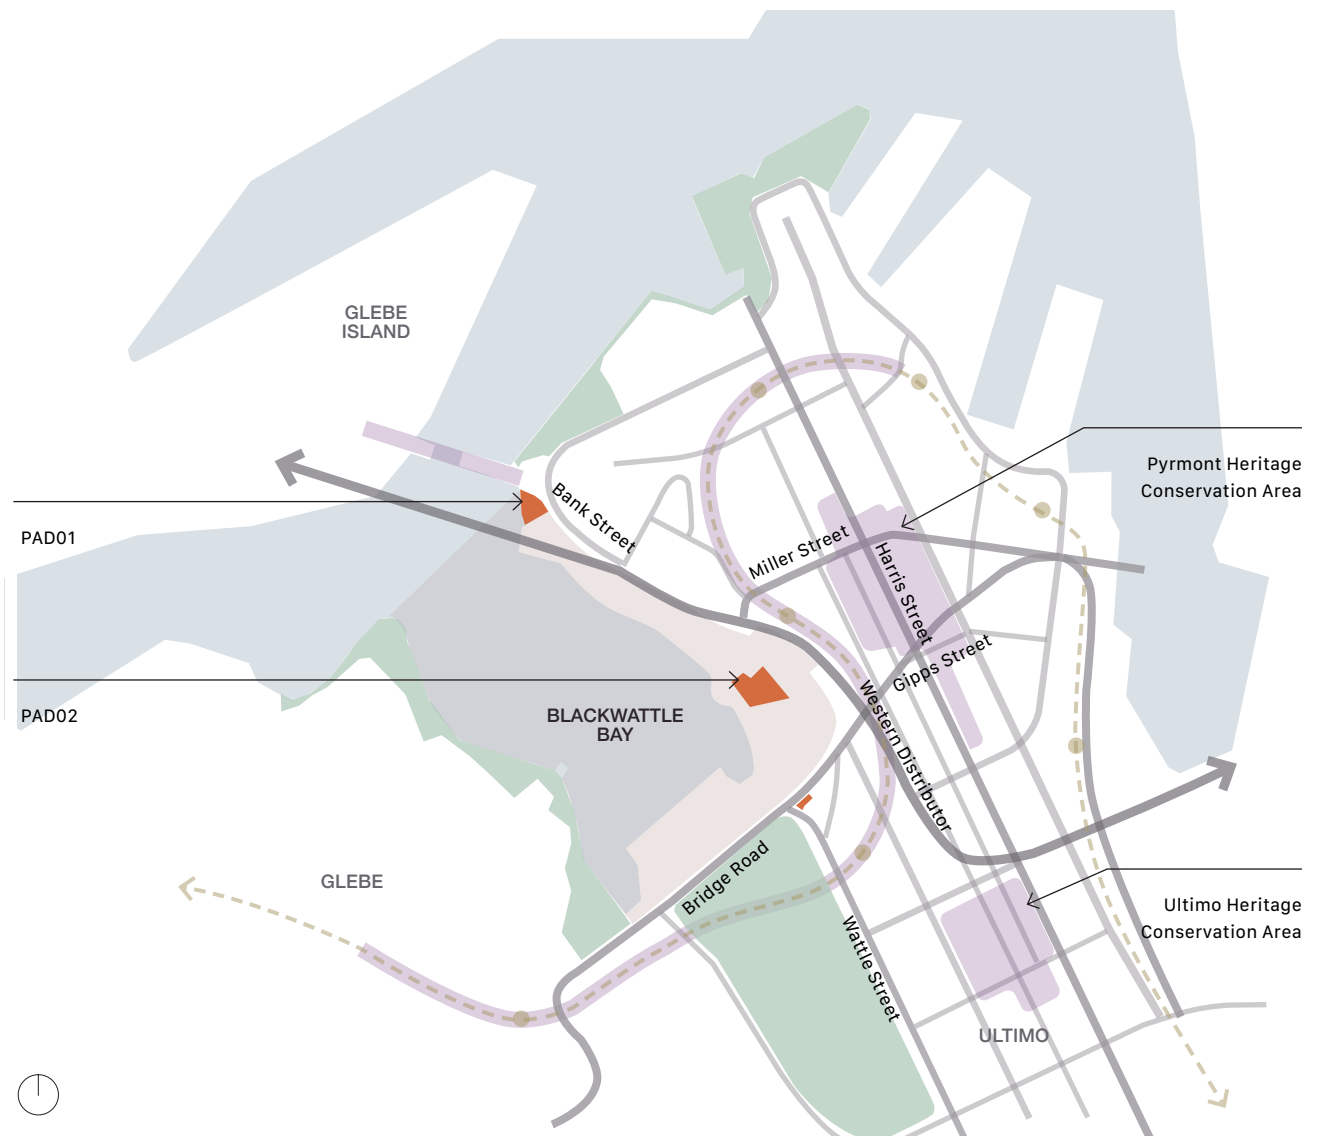 GLEBE
ISLAND
Pyrmont Heritage
Conservation Area
Bank Street
PAD01
Miller Street
Harris Street
Gipps Street
PAD02
BLACKWATTLE
BAY
Western Distributor
Bridge Road
GLEBE
Ultimo Heritage
Conservation Area
Wattle Street
ULTIMO